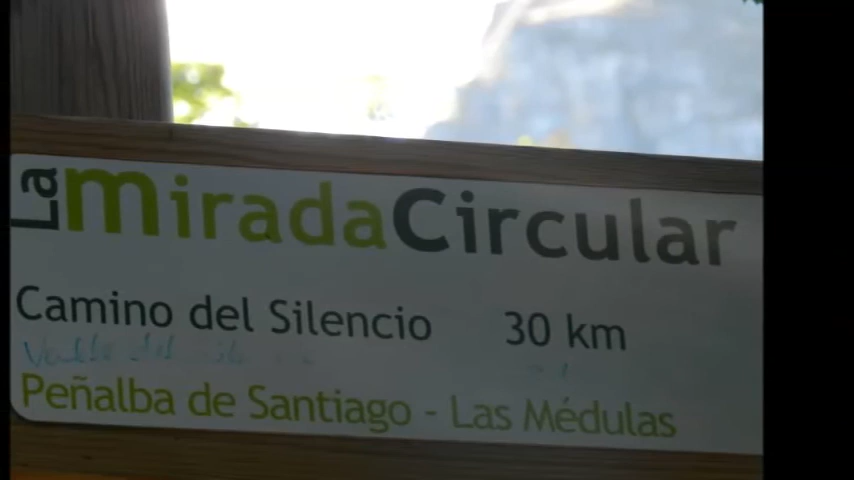 La miradaCircular
Camino del Silencio 30 km
Peñalba de Santiago - Las Médulas